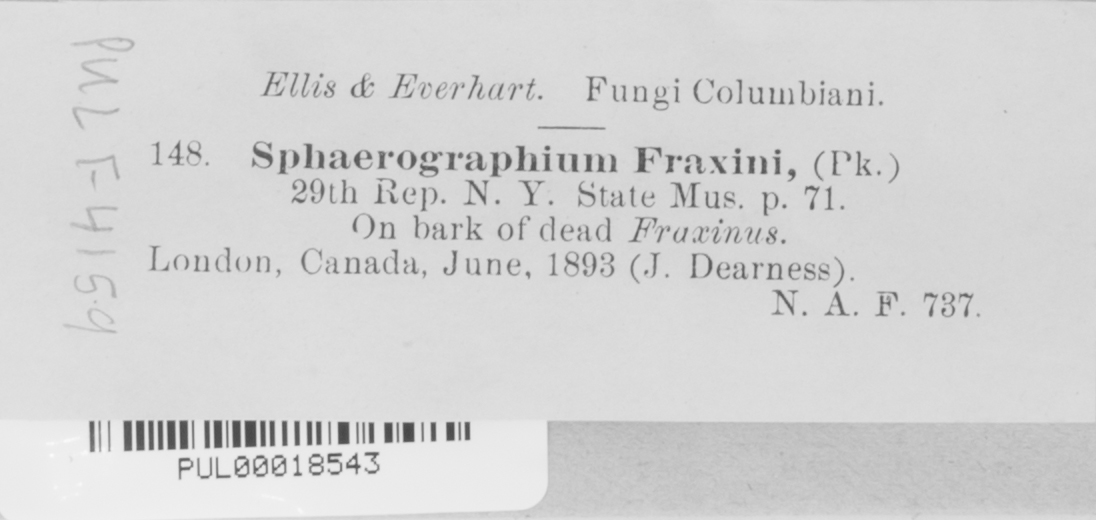 Ellis & Everhart. Fungi Columbiani.
148. Sphaerographium Fraxini, (Pk.)
29th Rep. N. Y. State Mus. p. 71.
On bark of dead Fraxinus.
London, Canada, June, 1893 (J. Dearness).
N. A. F. 737.
PUL F-4159
PUL00018543